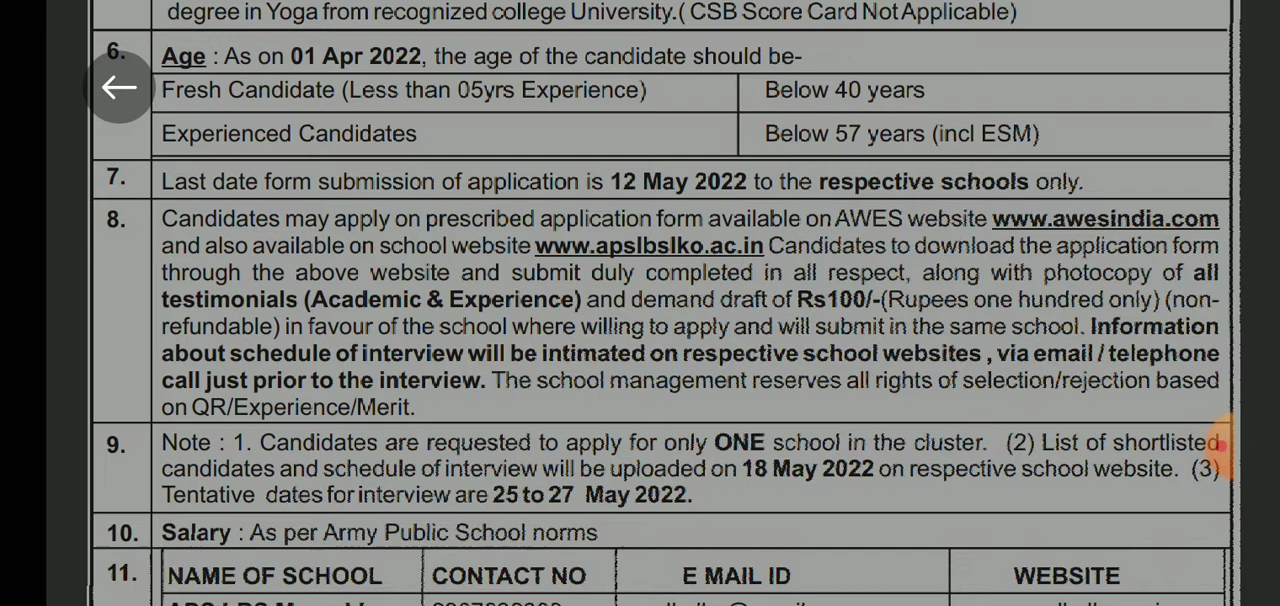 degree in Yoga from recognized college University.( CSB Score Card Not Applicable)
6. Age : As on 01 Apr 2022, the age of the candidate should be-
Fresh Candidate (Less than 05yrs Experience) Below 40 years
Experienced Candidates Below 57 years (incl ESM)
7. Last date form submission of application is 12 May 2022 to the respective schools only.
8. Candidates may apply on prescribed application form available on AWES website www.awesindia.com
and also available on school website www.apslbslko.ac.in Candidates to download the application form
through the above website and submit duly completed in all respect, along with photocopy of all
testimonials (Academic & Experience) and demand draft of Rs100/-(Rupees one hundred only) (non-
refundable) in favour of the school where willing to apply and will submit in the same school. Information
about schedule of interview will be intimated on respective school websites , via email / telephone
call just prior to the interview. The school management reserves all rights of selection/rejection based
on QR/Experience/Merit.
9. Note : 1. Candidates are requested to apply for only ONE school in the cluster. (2) List of shortlisted
candidates and schedule of interview will be uploaded on 18 May 2022 on respective school website. (3)
Tentative dates for interview are 25 to 27 May 2022.
10. Salary : As per Army Public School norms
11. NAME OF SCHOOL CONTACT NO E MAIL ID WEBSITE